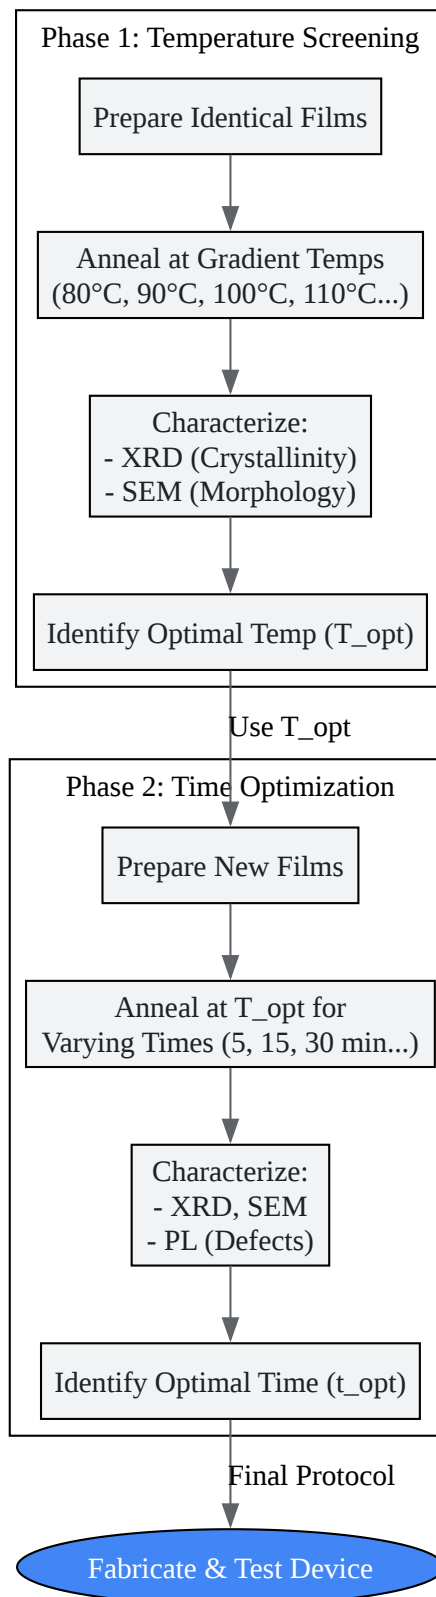 Phase 1: Temperature Screening
Prepare Identical Films
Anneal at Gradient Temps
(80°C, 90°C, 100°C, 110°C...)
Characterize:
- XRD (Crystallinity)
- SEM (Morphology)
Identify Optimal Temp (T_opt)
Use T_opt
Phase 2: Time Optimization
Prepare New Films
Anneal at T_opt for
Varying Times (5, 15, 30 min...)
Characterize:
- XRD, SEM
- PL (Defects)
Identify Optimal Time (t_opt)
Final Protocol
Fabricate & Test Device